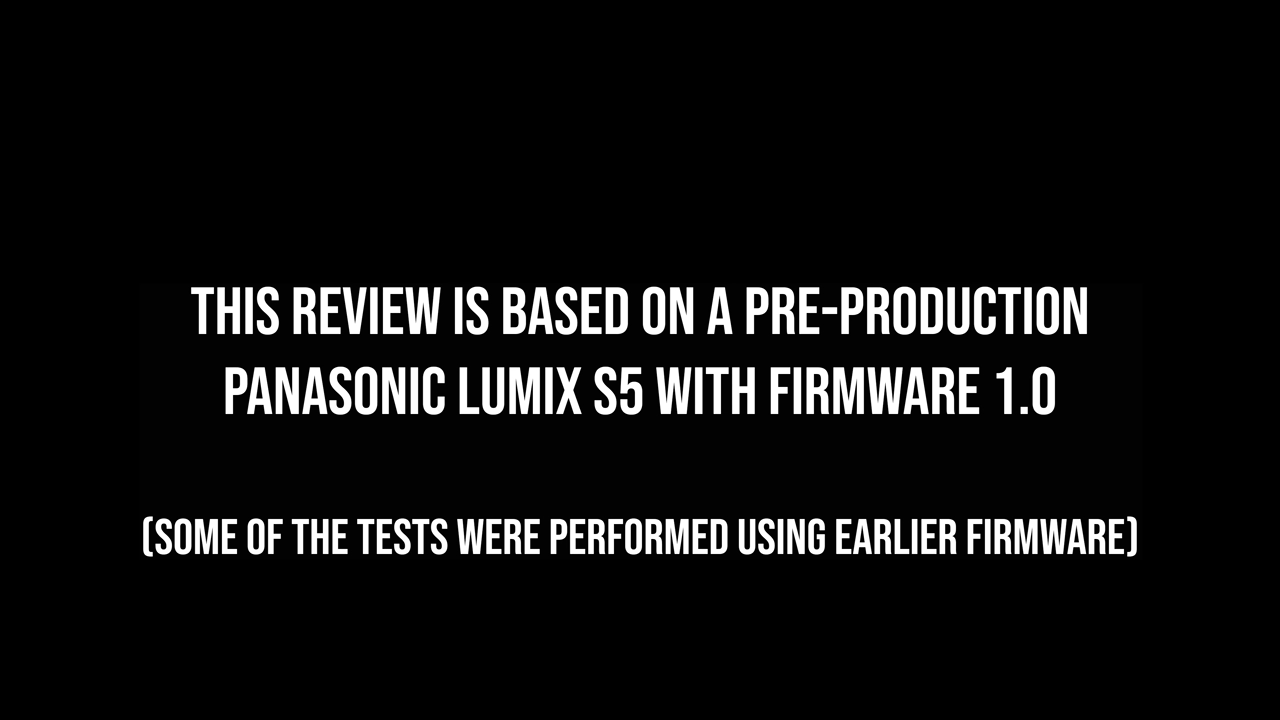 THIS REVIEW IS BASED ON A PRE-PRODUCTION
PANASONIC LUMIX S5 WITH FIRMWARE 1.0
(SOME OF THE TESTS WERE PERFORMED USING EARLIER FIRMWARE)